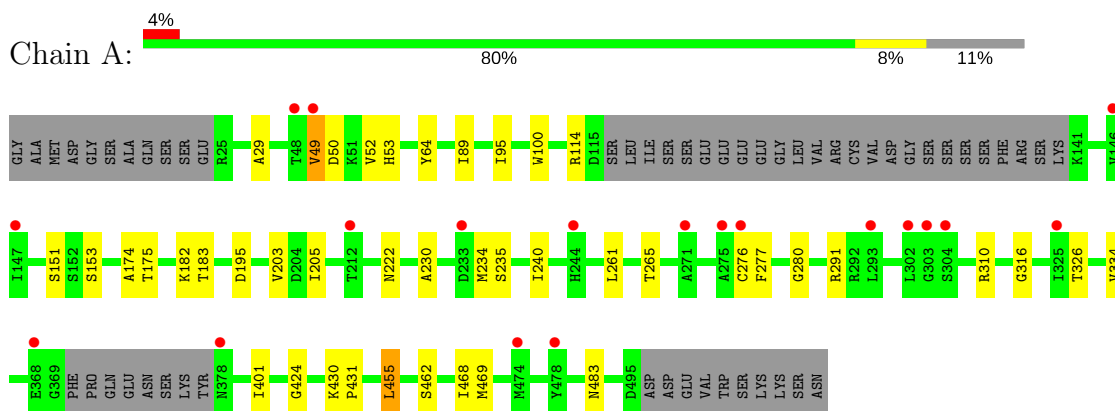 4%
Chain A:
80% 8% 11%
GLY ALA MET ASP GLY SER ALA GLN SER SER GLU R25 A29 T48 V49 D50 K51 V52 H53 Y64 I89 I95 W100 R114 D115 SER LEU ILE SER SER GLU GLU GLU GLU GLY LEU VAL ARG CYS VAL ASP GLY SER SER SER SER PHE ARG SER LYS K141 V146
I147 S151 S152 S153 A174 T175 K182 T183 D195 V203 D204 I205 T212 N222 A230 D233 M234 S235 I240 H244 L261 T265 A271 A275 C276 F277 G280 R291 R292 L293 L302 G303 S304 R310 G316 I325 T326 V334
E368 G369 PHE PRO GLN GLU ASN SER LYS TYR N378 I401 G424 K430 P431 L455 S462 I468 M469 M474 Y478 N483 D495 ASP ASP GLU VAL TRP SER LYS LYS SER ASN